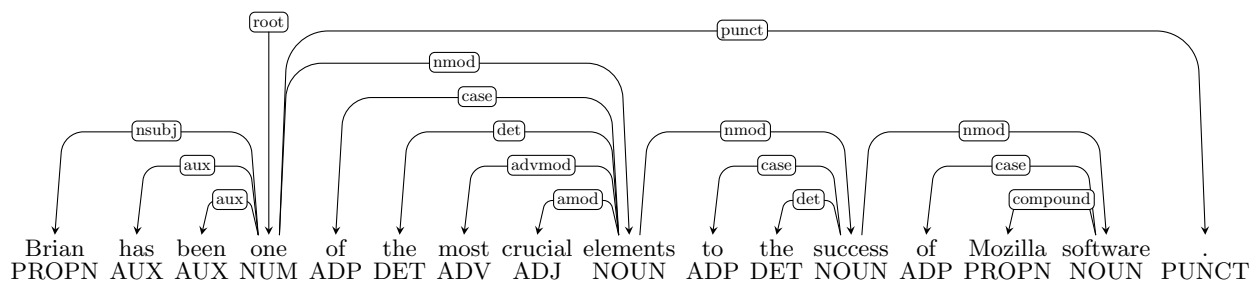 root
punct
nmod
case
nsubj det nmod nmod
aux advmod case case
aux amod det compound
Brian has been one of the most crucial elements to the success of Mozilla software .
PROPN AUX AUX NUM ADP DET ADV ADJ NOUN ADP DET NOUN ADP PROPN NOUN PUNCT